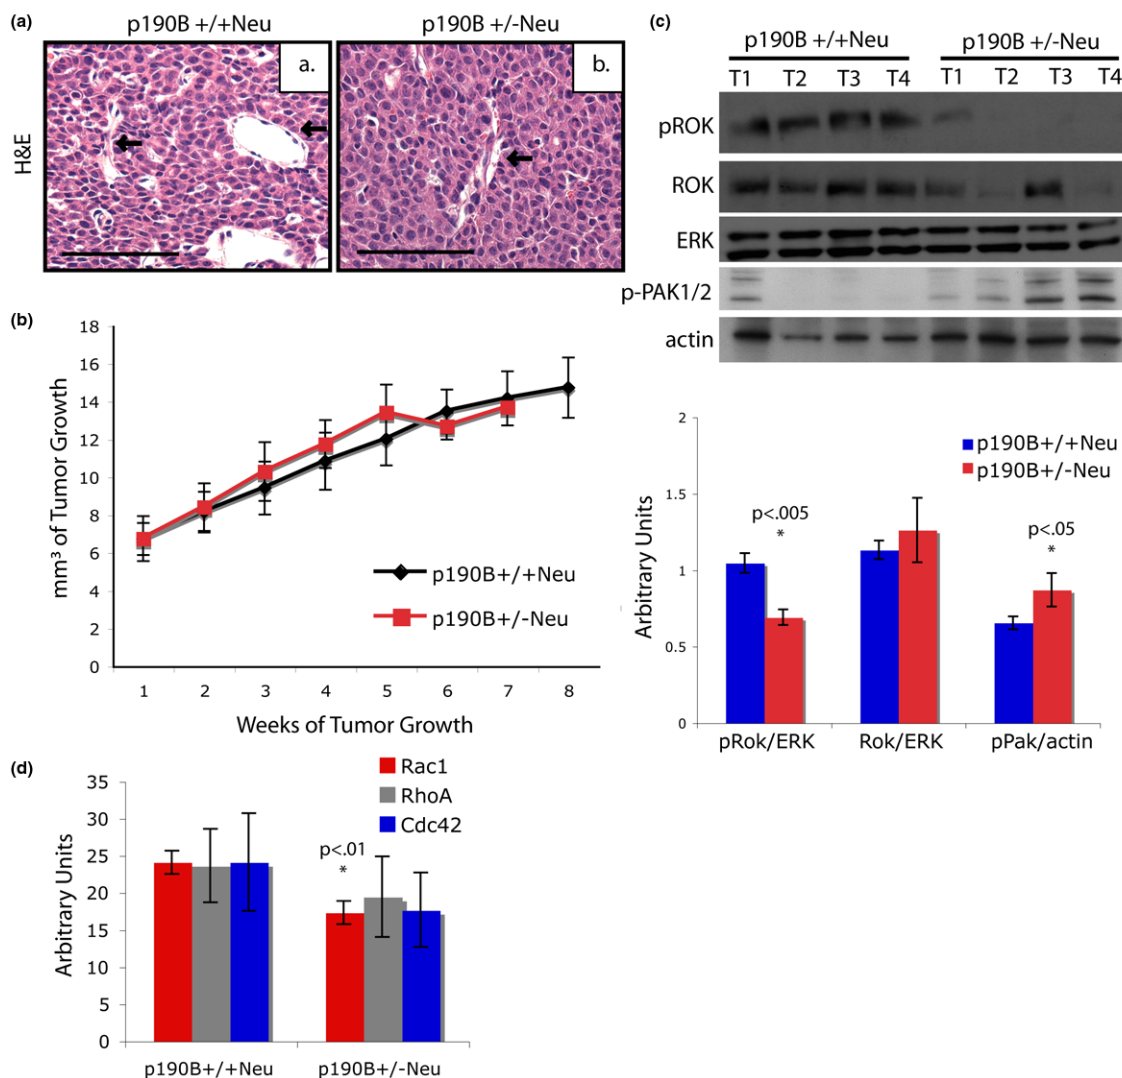 (a)
p190B +/+Neu
p190B +/-Neu
H&E
a.
b.
(b)
mm³ of Tumor Growth
18
16
14
12
10
8
6
4
2
0
p190B+/+Neu
p190B+/-Neu
1 2 3 4 5 6 7 8
Weeks of Tumor Growth
(c)
p190B +/+Neu
p190B +/-Neu
T1 T2 T3 T4 T1 T2 T3 T4
pROK
ROK
ERK
p-PAK1/2
actin
Arbitrary Units
2
1.5
1
0.5
0
p190B+/+Neu
p190B+/-Neu
p<.005
*
p<.05
*
pRok/ERK Rok/ERK pPak/actin
(d)
Arbitrary Units
35
30
25
20
15
10
5
0
Rac1
RhoA
Cdc42
p<.01
*
p190B+/+Neu p190B+/-Neu